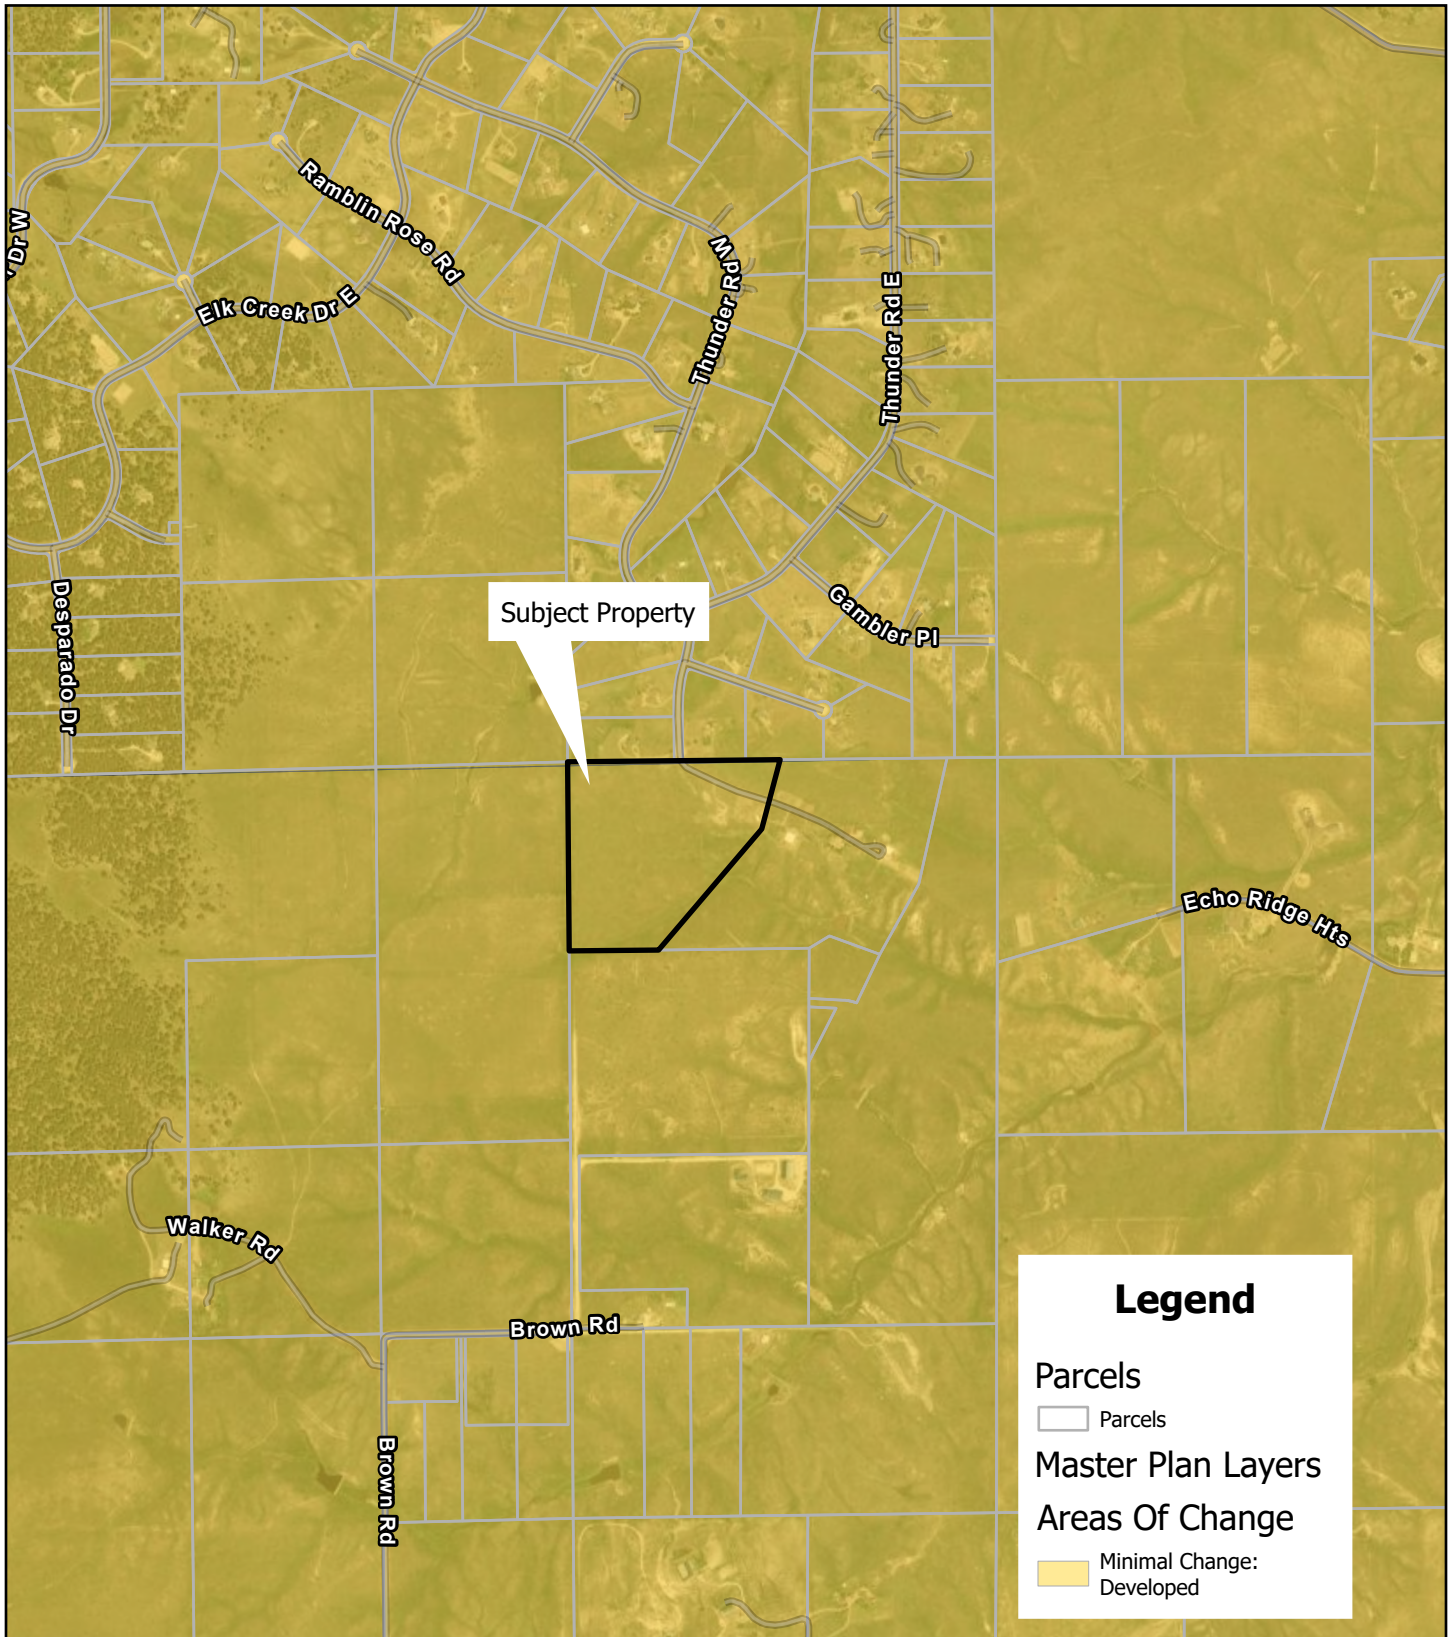 Dr W
Ramblin Rose Rd
Elk Creek Dr E
Thunder Rd W
Thunder Rd E
Desparado Dr
Subject Property
Gambler Pl
Echo Ridge Hts
Walker Rd
Brown Rd
Brown Rd
Legend
Parcels
Parcels
Master Plan Layers
Areas Of Change
Minimal Change:
Developed